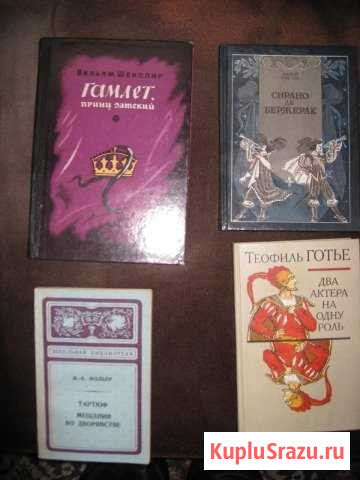 Вильям Шекспир
Гамлет,
принц датский
СИРАНО
ДЕ
БЕРЖЕРАК
ШКОЛЬНАЯ БИБЛИОТЕКА
Ж.-Б. МОЛЬЕР
ТАРТЮФ
МЕЩАНИН
ВО ДВОРЯНСТВЕ
ТЕОФИЛЬ ГОТЬЕ
ДВА
АКТЕРА
НА
ОДНУ
РОЛЬ
KupluSrazu.ru